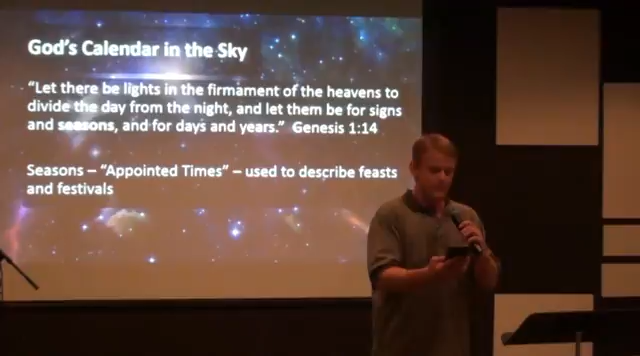 God's Calendar in the Sky
“Let there be lights in the firmament of the heavens to
divide the day from the night, and let them be for signs
and seasons, and for days and years.” Genesis 1:14
Seasons – “Appointed Times” – used to describe feasts
and festivals